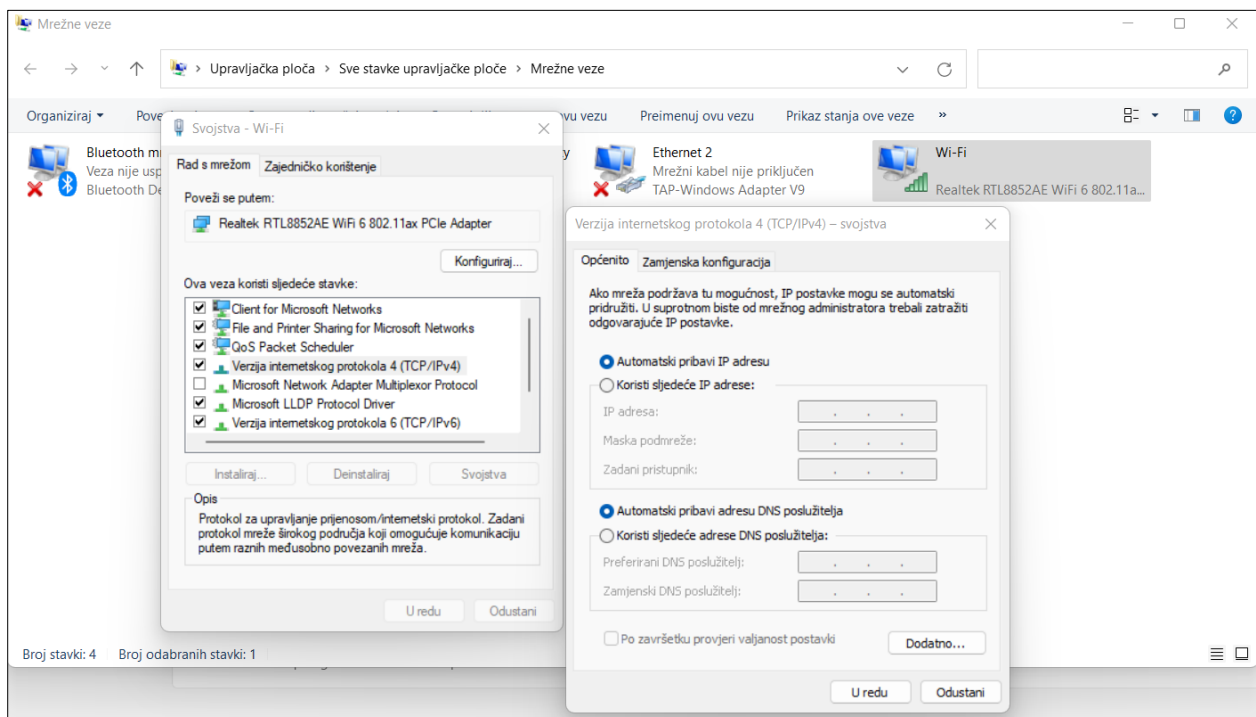 Mrežne veze
Upravljačka ploča > Sve stavke upravljačke ploče > Mrežne veze
Organiziraj
ovu vezu Preimenuj ovu vezu Prikaz stanja ove veze »
Bluetooth
Veza nije
Bluetooth
Ethernet 2
Mrežni kabel nije priključen
TAP-Windows Adapter V9
Wi-Fi
Realtek RTL8852AE WiFi 6 802.11a...
Svojstva - Wi-Fi
Rad s mrežom Zajedničko korištenje
Poveži se putem:
Realtek RTL8852AE WiFi 6 802.11ax PCIe Adapter
Konfiguriraj...
Ova veza koristi sljedeće stavke:
Client for Microsoft Networks
File and Printer Sharing for Microsoft Networks
QoS Packet Scheduler
Verzija internetskog protokola 4 (TCP/IPv4)
Microsoft Network Adapter Multiplexor Protocol
Microsoft LLDP Protocol Driver
Verzija internetskog protokola 6 (TCP/IPv6)
Instaliraj... Deinstaliraj Svojstva
Opis
Protokol za upravljanje prijenosom/internetski protokol. Zadani
protokol mreže širokog područja koji omogućuje komunikaciju
putem raznih međusobno povezanih mreža.
U redu Odustani
Verzija internetskog protokola 4 (TCP/IPv4) – svojstva
Općenito Zamjenska konfiguracija
Ako mreža podržava tu mogućnost, IP postavke mogu se automatski
pridružiti. U suprotnom biste od mrežnog administratora trebali zatražiti
odgovarajuće IP postavke.
Automatski pribavi IP adresu
Koristi sljedeće IP adrese:
IP adresa:
Maska podmreže:
Zadani pristupnik:
Automatski pribavi adresu DNS poslužitelja
Koristi sljedeće adrese DNS poslužitelja:
Preferirani DNS poslužitelj:
Zamjenski DNS poslužitelj:
Po završetku provjeri valjanost postavki
Dodatno...
U redu Odustani
Broj stavki: 4 Broj odabranih stavki: 1